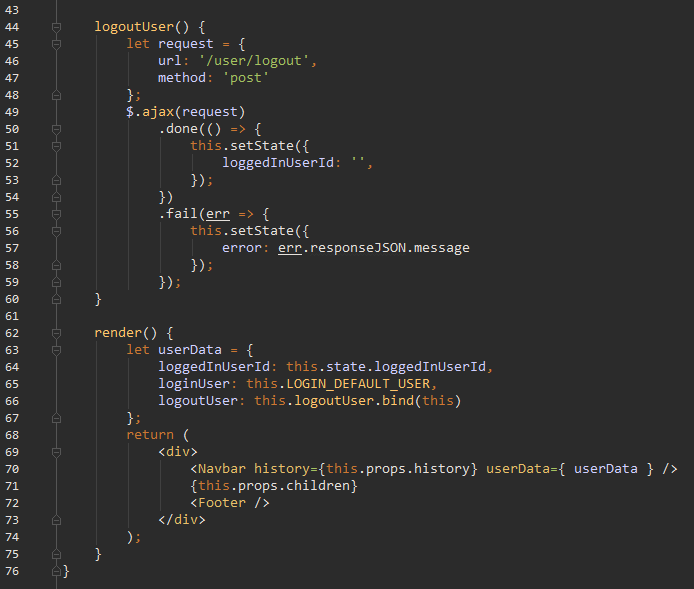 43
44     logoutUser() {
45         let request = {
46             url: '/user/logout',
47             method: 'post'
48         };
49         $.ajax(request)
50             .done(() => {
51                 this.setState({
52                     loggedInUserId: '',
53                 });
54             })
55             .fail(err => {
56                 this.setState({
57                     error: err.responseJSON.message
58                 });
59             });
60     }
61
62     render() {
63         let userData = {
64             loggedInUserId: this.state.loggedInUserId,
65             loginUser: this.LOGIN_DEFAULT_USER,
66             logoutUser: this.logoutUser.bind(this)
67         };
68         return (
69             <div>
70                 <Navbar history={this.props.history} userData={ userData } />
71                 {this.props.children}
72                 <Footer />
73             </div>
74         );
75     }
76 }